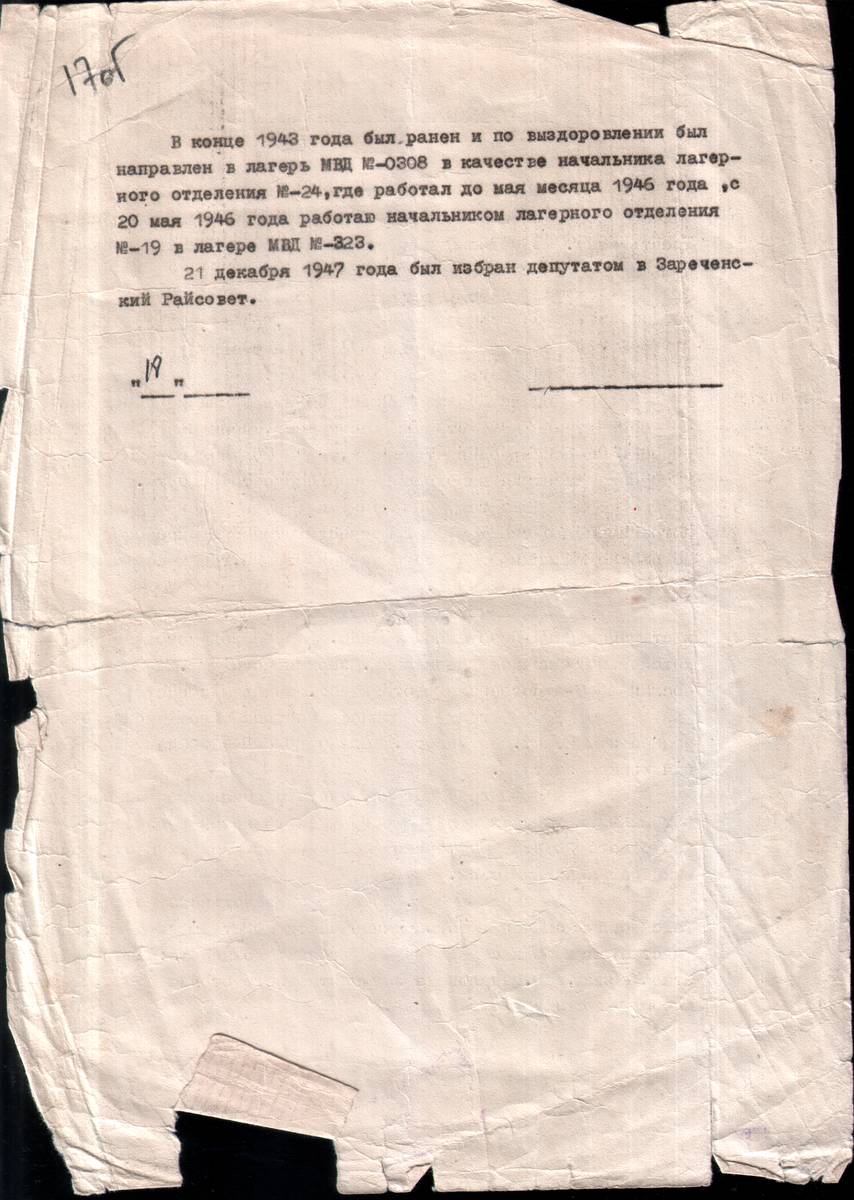 17об
В конце 1943 года был ранен и по выздоровлении был
направлен в лагерь МВД №-0308 в качестве начальника лагер-
ного отделения №-24,где работал до мая месяца 1946 года ,с
20 мая 1946 года работаю начальником лагерного отделения
№-19 в лагере МВД №-323.
21 декабря 1947 года был избран депутатом в Зареченс-
кий Райсовет.
"18 "